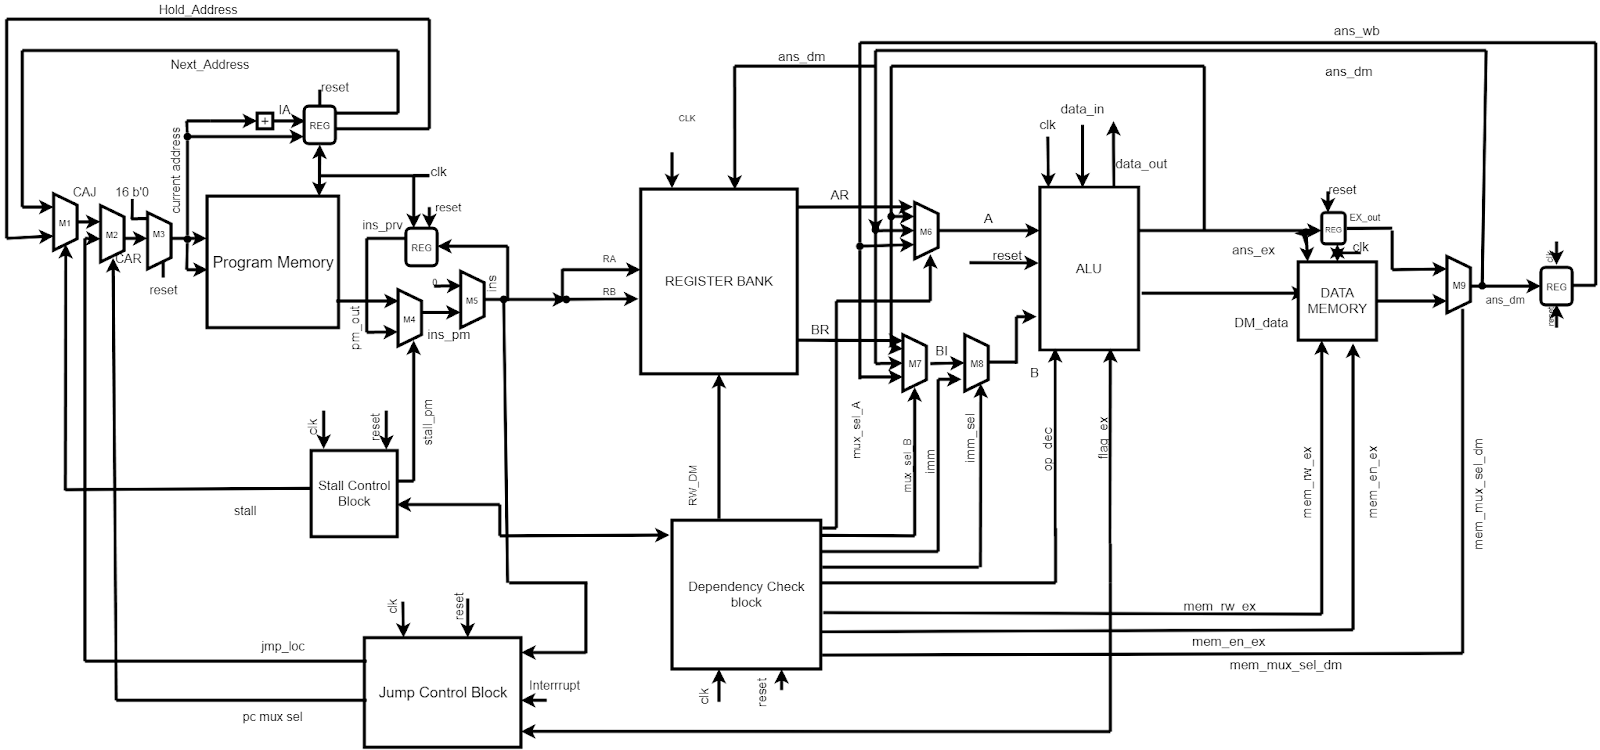 Hold_Address
Next_Address
reset
IA
+
REG
current address
CAJ
16 b'0
M1
M2
M3
CAR
reset
Program Memory
clk
ins_prv
reset
REG
0
ins
M5
M4
pm_out
ins_pm
stall_pm
clk
reset
Stall Control
Block
stall
clk
reset
jmp_loc
Jump Control Block
Interrrupt
pc mux sel
CLK
ans_dm
RA
RB
REGISTER BANK
AR
BR
RW_DM
Dependency Check
block
clk
reset
ans_wb
ans_dm
M6
A
reset
M7
BI
M8
B
mux_sel_A
mux_sel_B
imm
imm_sel
op_dec
flag_ex
clk
data_in
data_out
ALU
ans_ex
reset
REG
EX_out
clk
DATA
MEMORY
DM_data
M9
ans_dm
clk
REG
reset
mem_rw_ex
mem_en_ex
mem_mux_sel_dm
mem_rw_ex
mem_en_ex
mem_mux_sel_dm